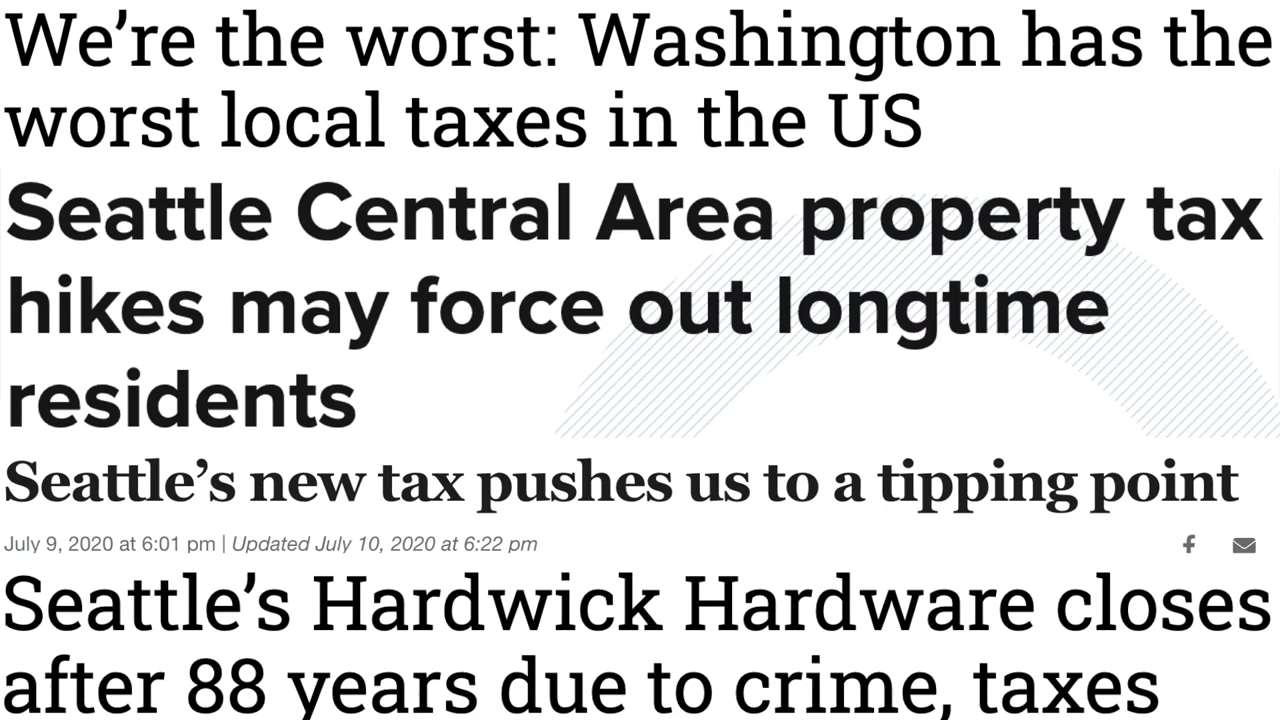 We’re the worst: Washington has the
worst local taxes in the US
Seattle Central Area property tax
hikes may force out longtime
residents
Seattle’s new tax pushes us to a tipping point
July 9, 2020 at 6:01 pm | Updated July 10, 2020 at 6:22 pm
Seattle’s Hardwick Hardware closes
after 88 years due to crime, taxes